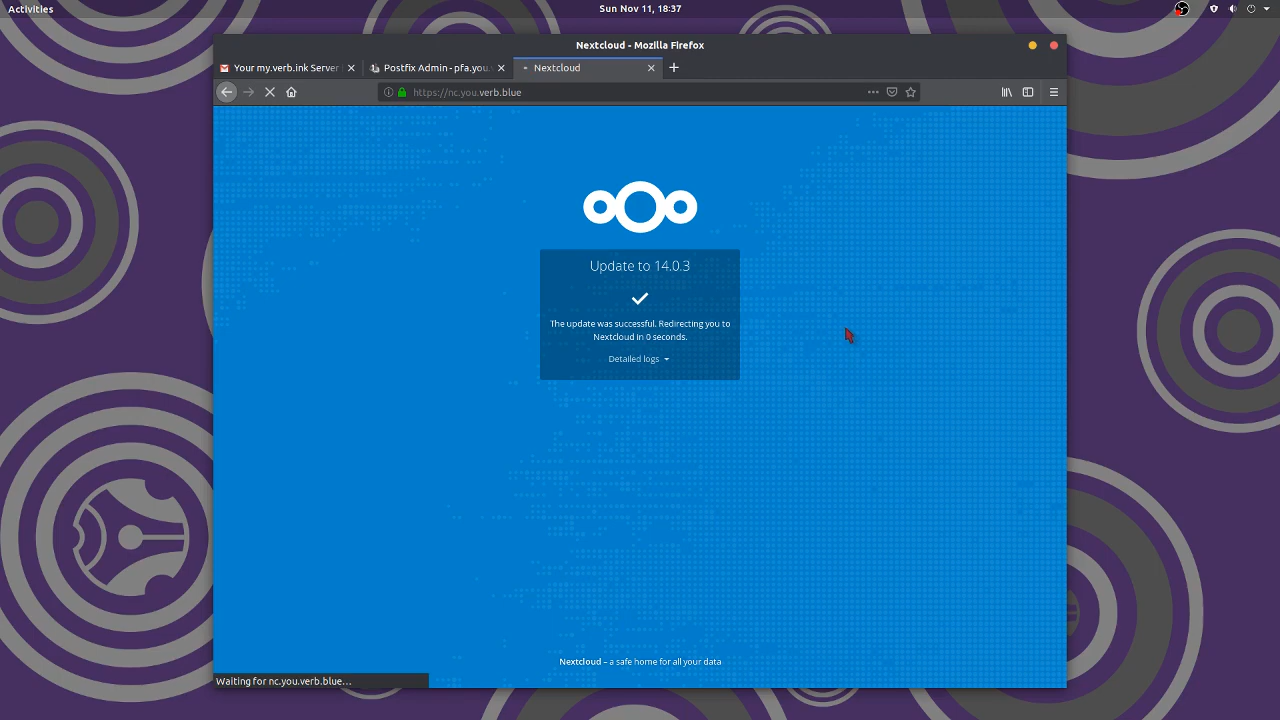 Activities
Sun Nov 11, 18:37
Nextcloud - Mozilla Firefox
Your my.verb.ink Server
Postfix Admin - pfa.you.v
Nextcloud
https://nc.you.verb.blue
Update to 14.0.3
The update was successful. Redirecting you to
Nextcloud in 0 seconds.
Detailed logs
Nextcloud – a safe home for all your data
Waiting for nc.you.verb.blue...